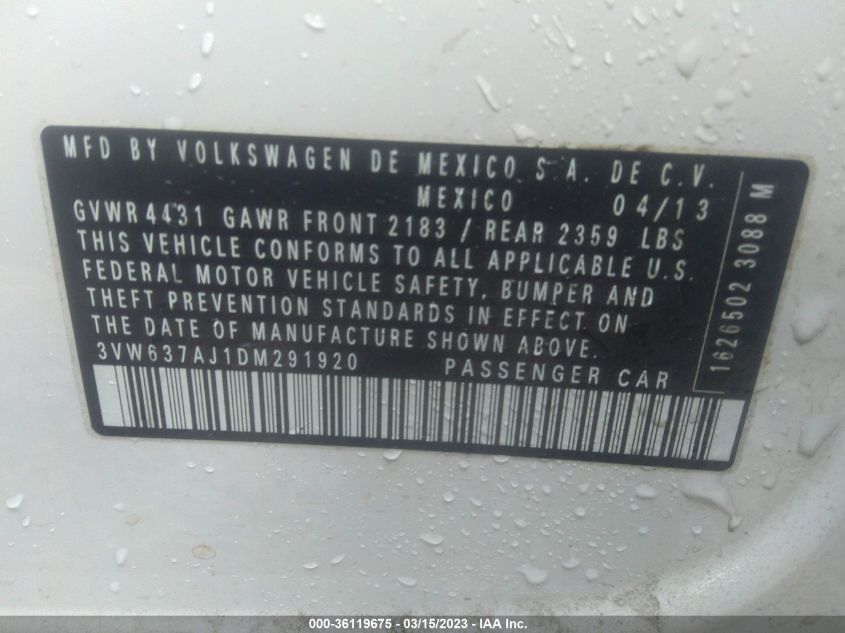 MFD BY VOLKSWAGEN DE MEXICO S.A. DE C.V.
MEXICO 04/13
GVWR 4431 GAWR FRONT 2183 / REAR 2359 LBS
THIS VEHICLE CONFORMS TO ALL APPLICABLE U.S.
FEDERAL MOTOR VEHICLE SAFETY, BUMPER AND
THEFT PREVENTION STANDARDS IN EFFECT ON
THE DATE OF MANUFACTURE SHOWN ABOVE.
3VW637AJ1DM291920 PASSENGER CAR
1626502 3088 M
000-36119675 - 03/15/2023 - IAA Inc.